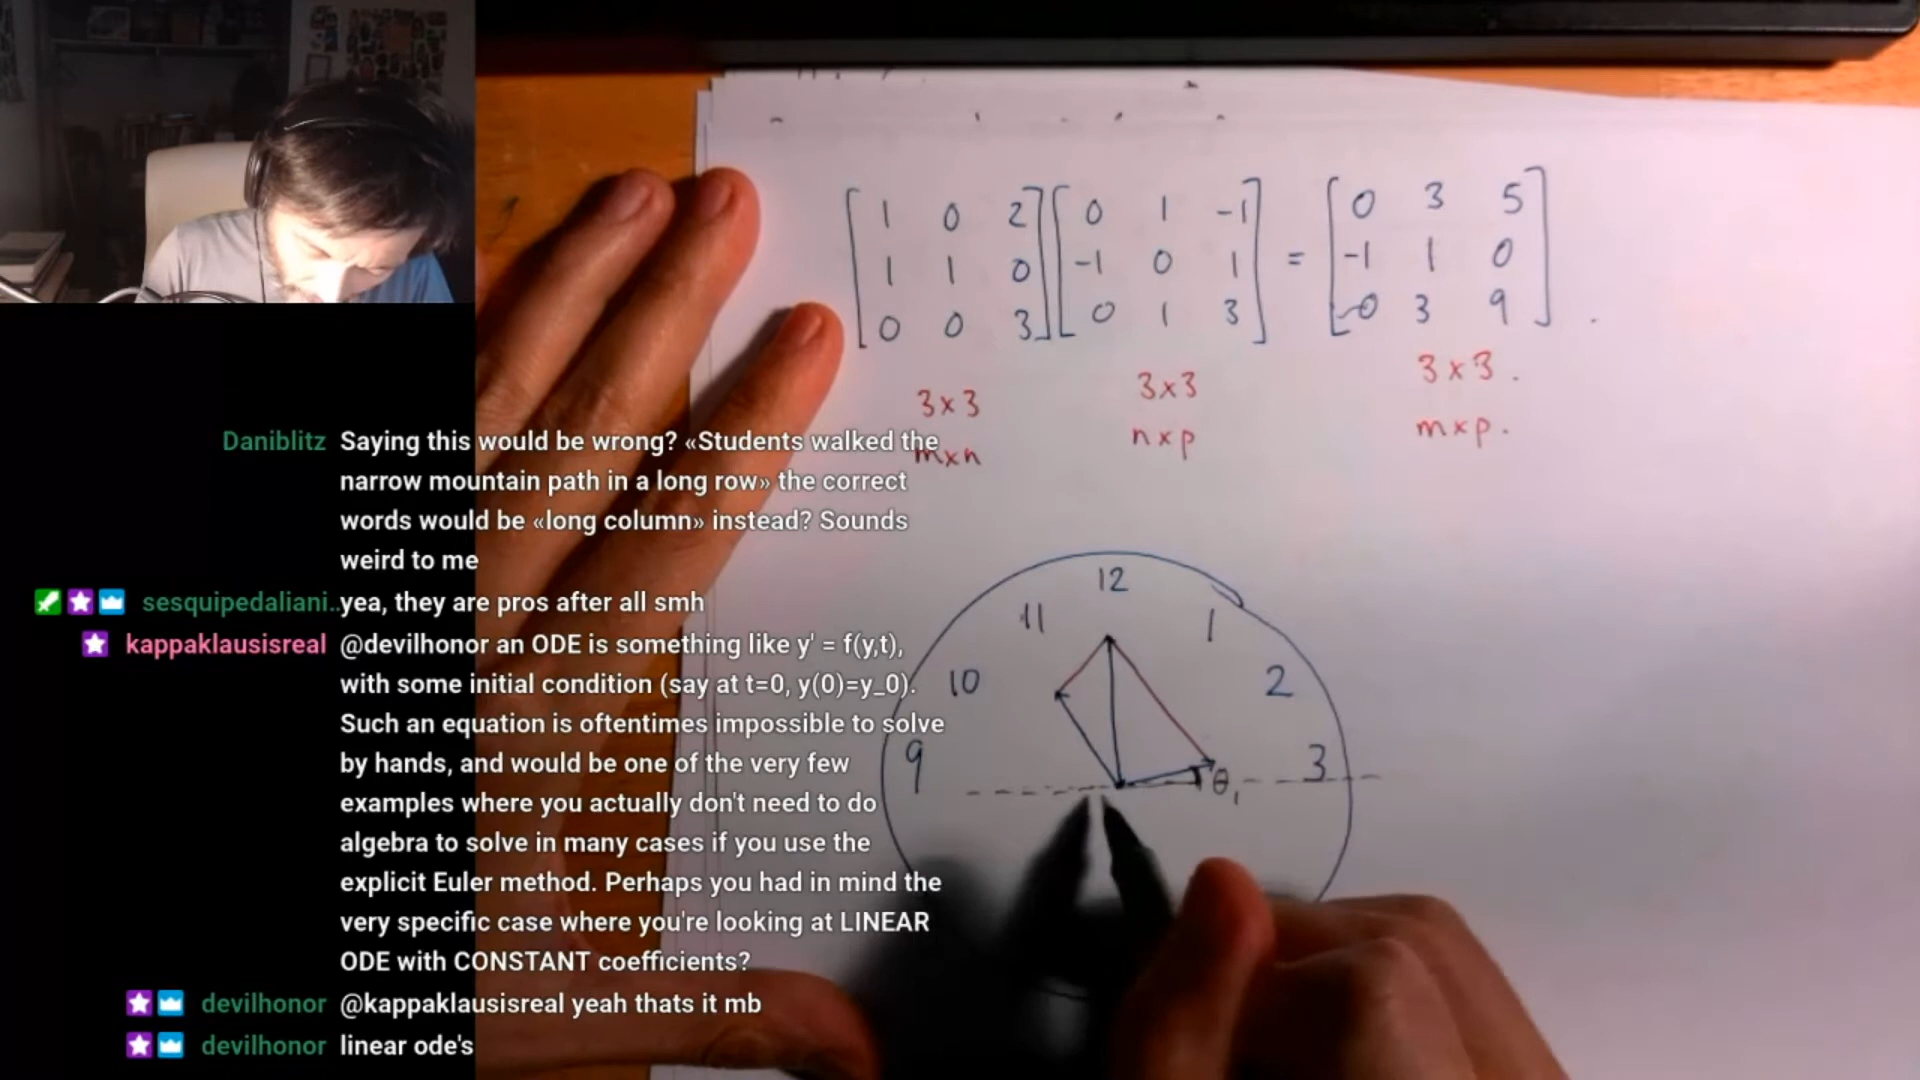 1 0 2 0 1 -1 0 3 5
1 1 0 -1 0 1 = -1 1 0
0 0 3 0 1 3 -0 3 9 .
3x3 3x3 3x3 .
mxn nxp mxp .
12
11 1
10 2
9 3
θ₁
Daniblitz Saying this would be wrong? «Students walked the
narrow mountain path in a long row» the correct
words would be «long column» instead? Sounds
weird to me
sesquipedaliani.. yea, they are pros after all smh
kappaklausisreal @devilhonor an ODE is something like y' = f(y,t),
with some initial condition (say at t=0, y(0)=y_0).
Such an equation is oftentimes impossible to solve
by hands, and would be one of the very few
examples where you actually don't need to do
algebra to solve in many cases if you use the
explicit Euler method. Perhaps you had in mind the
very specific case where you're looking at LINEAR
ODE with CONSTANT coefficients?
devilhonor @kappaklausisreal yeah thats it mb
devilhonor linear ode's